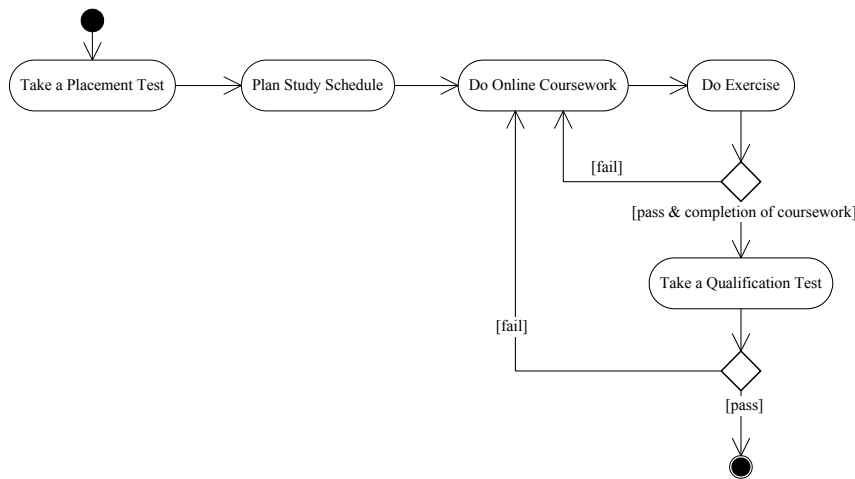 Take a Placement Test
Plan Study Schedule
Do Online Coursework
Do Exercise
[fail]
[pass & completion of coursework]
Take a Qualification Test
[fail]
[pass]